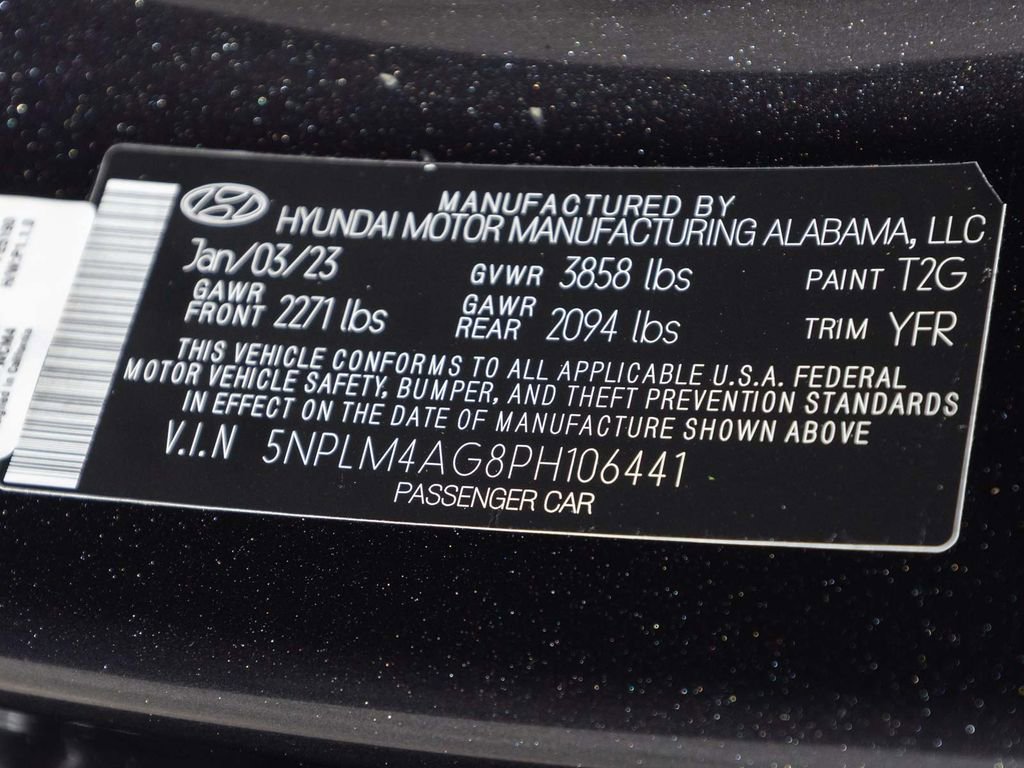 MANUFACTURED BY
HYUNDAI MOTOR MANUFACTURING ALABAMA, LLC
Jan/03/23 GVWR 3858 lbs PAINT T2G
GAWR FRONT 2271 lbs GAWR REAR 2094 lbs TRIM YFR
THIS VEHICLE CONFORMS TO ALL APPLICABLE U.S.A. FEDERAL
MOTOR VEHICLE SAFETY, BUMPER, AND THEFT PREVENTION STANDARDS
IN EFFECT ON THE DATE OF MANUFACTURE SHOWN ABOVE
V.I.N 5NPLM4AG8PH106441
PASSENGER CAR